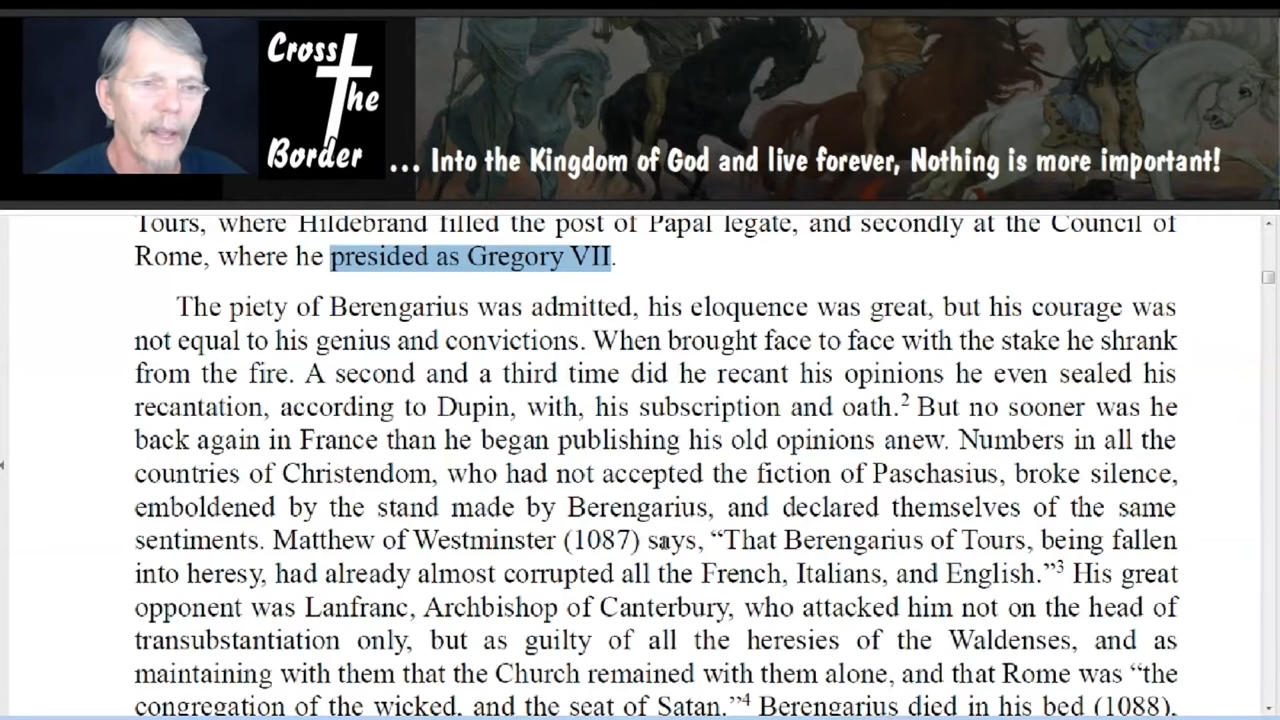 Cross
The
Border
... Into the Kingdom of God and live forever, Nothing is more important!
Tours, where Hildebrand filled the post of Papal legate, and secondly at the Council of
Rome, where he presided as Gregory VII.
The piety of Berengarius was admitted, his eloquence was great, but his courage was
not equal to his genius and convictions. When brought face to face with the stake he shrank
from the fire. A second and a third time did he recant his opinions he even sealed his
recantation, according to Dupin, with, his subscription and oath.2 But no sooner was he
back again in France than he began publishing his old opinions anew. Numbers in all the
countries of Christendom, who had not accepted the fiction of Paschasius, broke silence,
emboldened by the stand made by Berengarius, and declared themselves of the same
sentiments. Matthew of Westminster (1087) says, “That Berengarius of Tours, being fallen
into heresy, had already almost corrupted all the French, Italians, and English.”3 His great
opponent was Lanfranc, Archbishop of Canterbury, who attacked him not on the head of
transubstantiation only, but as guilty of all the heresies of the Waldenses, and as
maintaining with them that the Church remained with them alone, and that Rome was “the
congregation of the wicked, and the seat of Satan.”4 Berengarius died in his bed (1088),